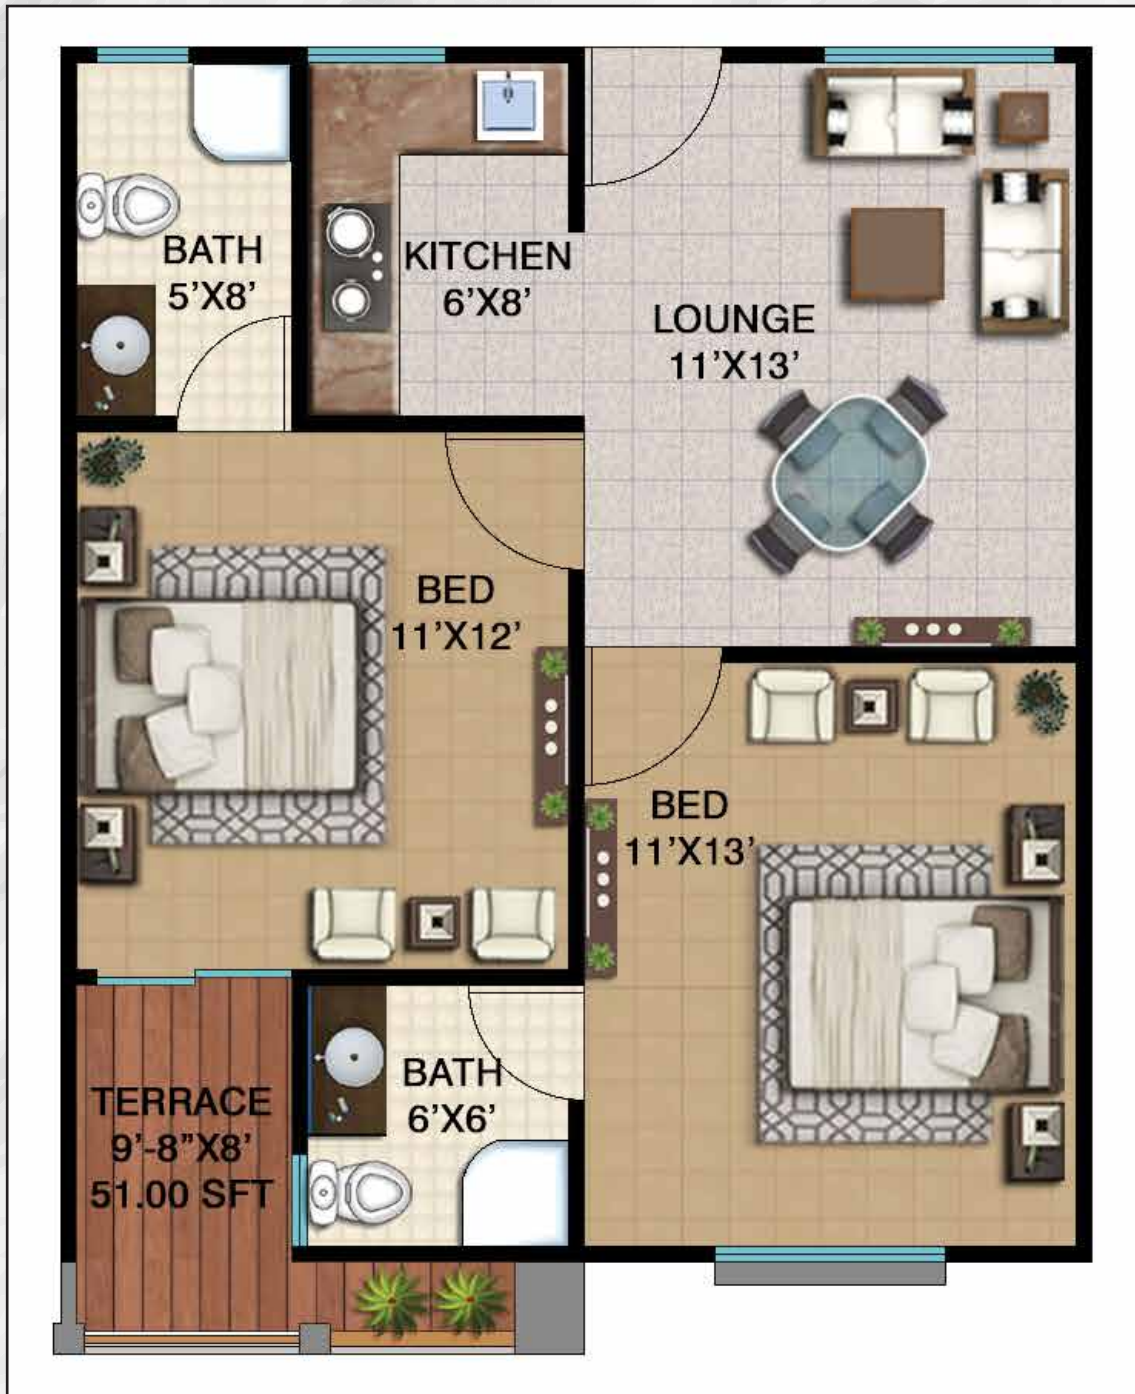 BATH
5'X8'
KITCHEN
6'X8'
LOUNGE
11'X13'
BED
11'X12'
BED
11'X13'
BATH
6'X6'
TERRACE
9'-8"X8'
51.00 SFT